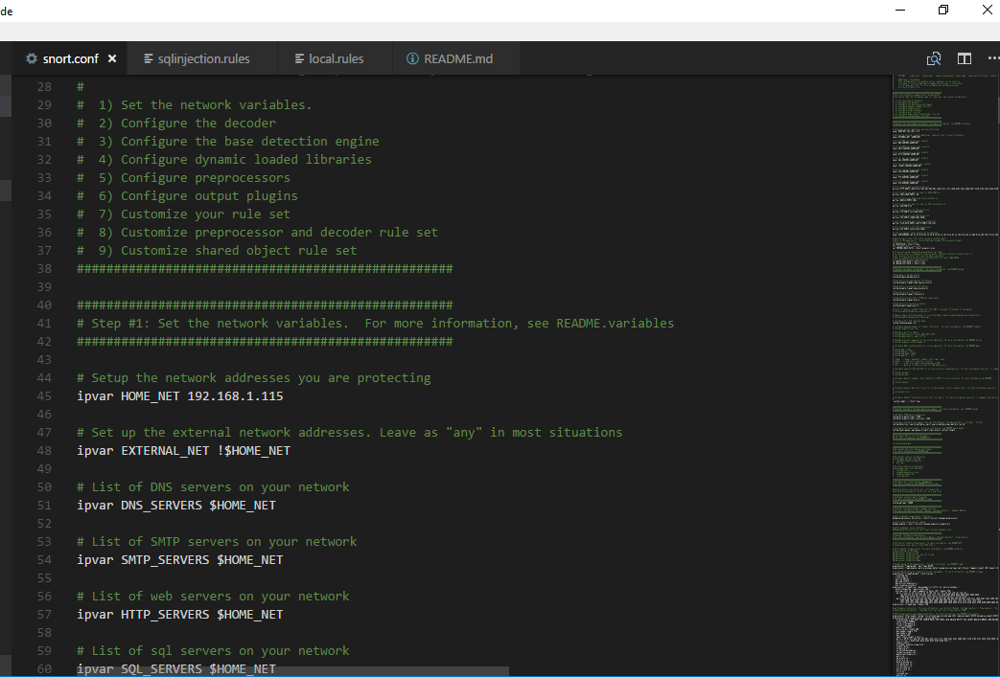 de
snort.conf sqlinjection.rules local.rules README.md
28 #
29 #  1) Set the network variables.
30 #  2) Configure the decoder
31 #  3) Configure the base detection engine
32 #  4) Configure dynamic loaded libraries
33 #  5) Configure preprocessors
34 #  6) Configure output plugins
35 #  7) Customize your rule set
36 #  8) Customize preprocessor and decoder rule set
37 #  9) Customize shared object rule set
38 ###################################################
39
40 ###################################################
41 # Step #1: Set the network variables.  For more information, see README.variables
42 ###################################################
43
44 # Setup the network addresses you are protecting
45 ipvar HOME_NET 192.168.1.115
46
47 # Set up the external network addresses. Leave as "any" in most situations
48 ipvar EXTERNAL_NET !$HOME_NET
49
50 # List of DNS servers on your network
51 ipvar DNS_SERVERS $HOME_NET
52
53 # List of SMTP servers on your network
54 ipvar SMTP_SERVERS $HOME_NET
55
56 # List of web servers on your network
57 ipvar HTTP_SERVERS $HOME_NET
58
59 # List of sql servers on your network
60 ipvar SQL_SERVERS $HOME_NET